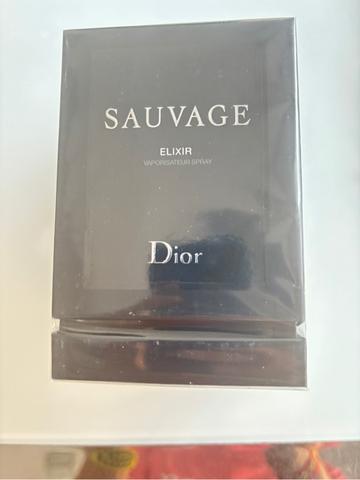 SAUVAGE
ELIXIR
VAPORISATEUR SPRAY
Dior